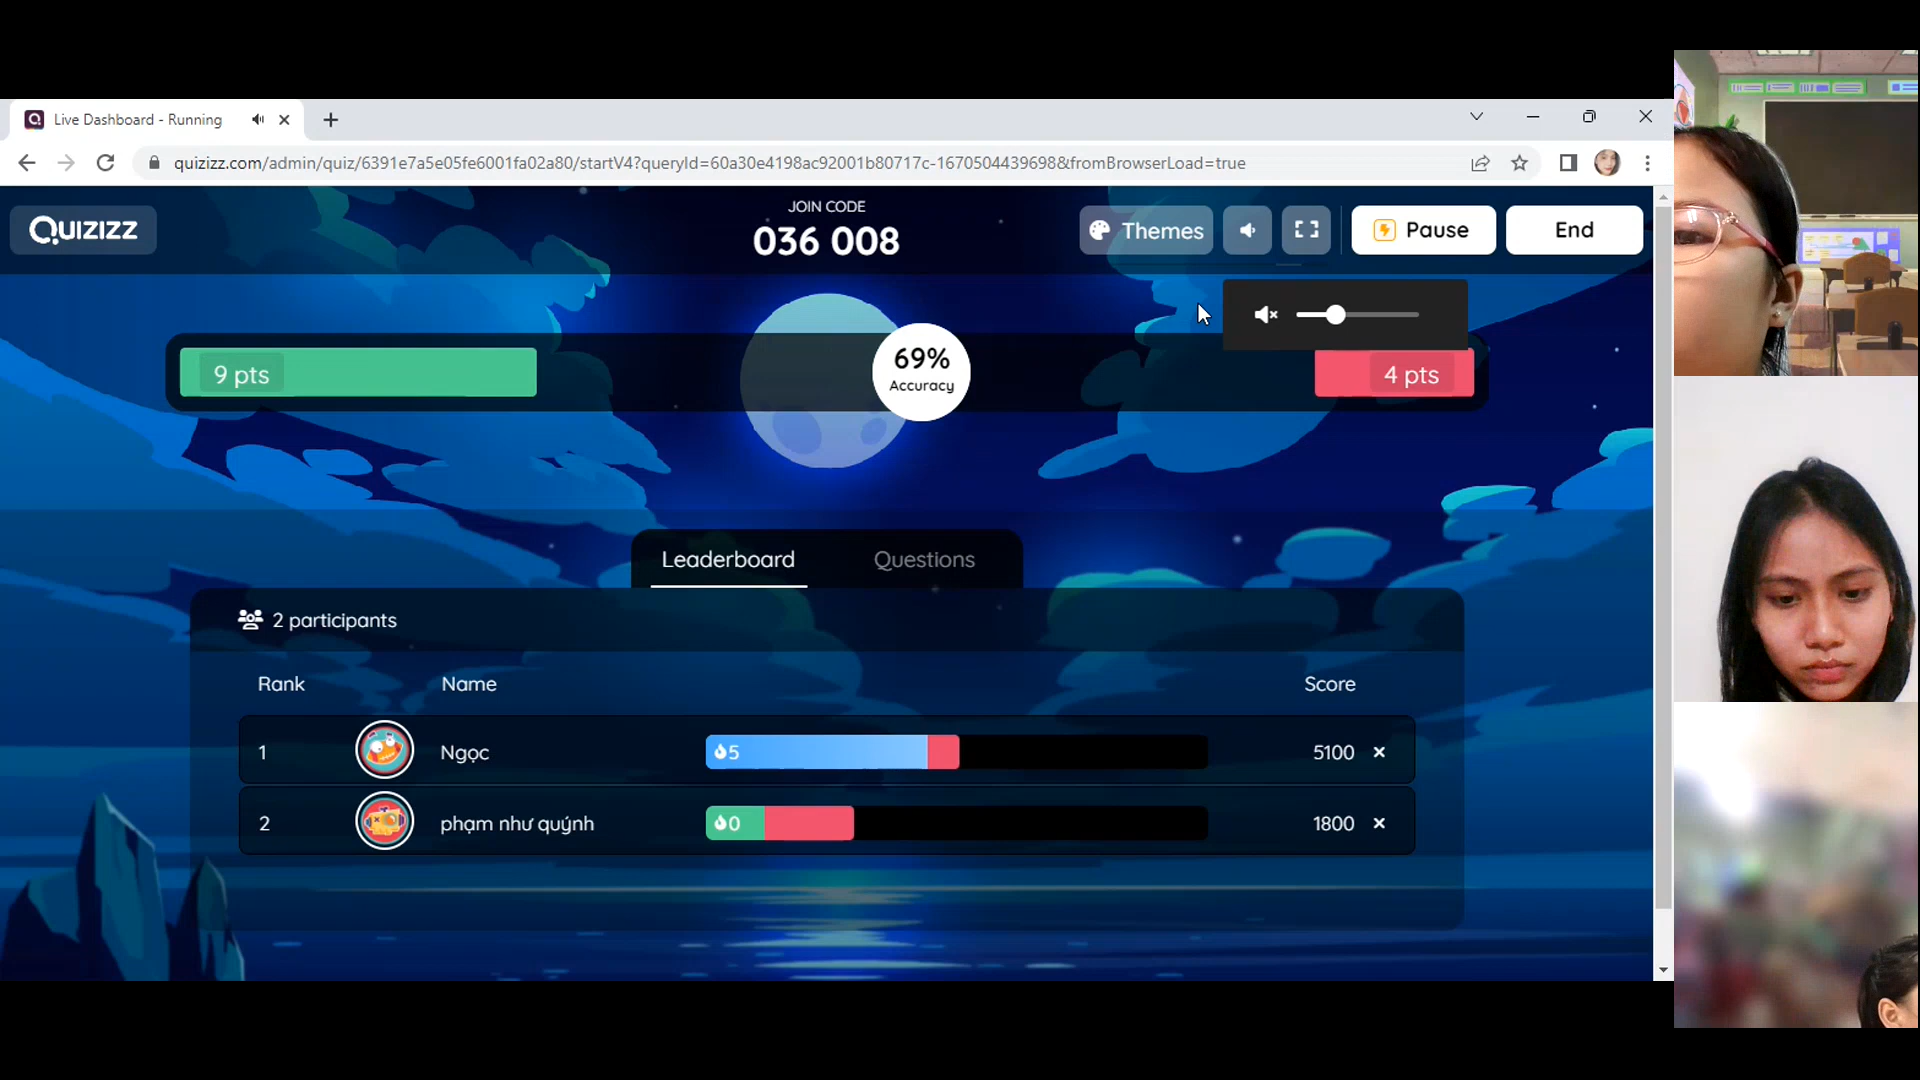 Live Dashboard - Running
quizizz.com/admin/quiz/6391e7a5e05fe6001fa02a80/startV4?queryId=60a30e4198ac92001b80717c-1670504439698&fromBrowserLoad=true
QUIZIZZ
JOIN CODE
036 008
Themes
Pause
End
9 pts
69%
Accuracy
4 pts
Leaderboard
Questions
2 participants
Rank Name Score
1 Ngọc 5 5100
2 phạm như quýnh 0 1800